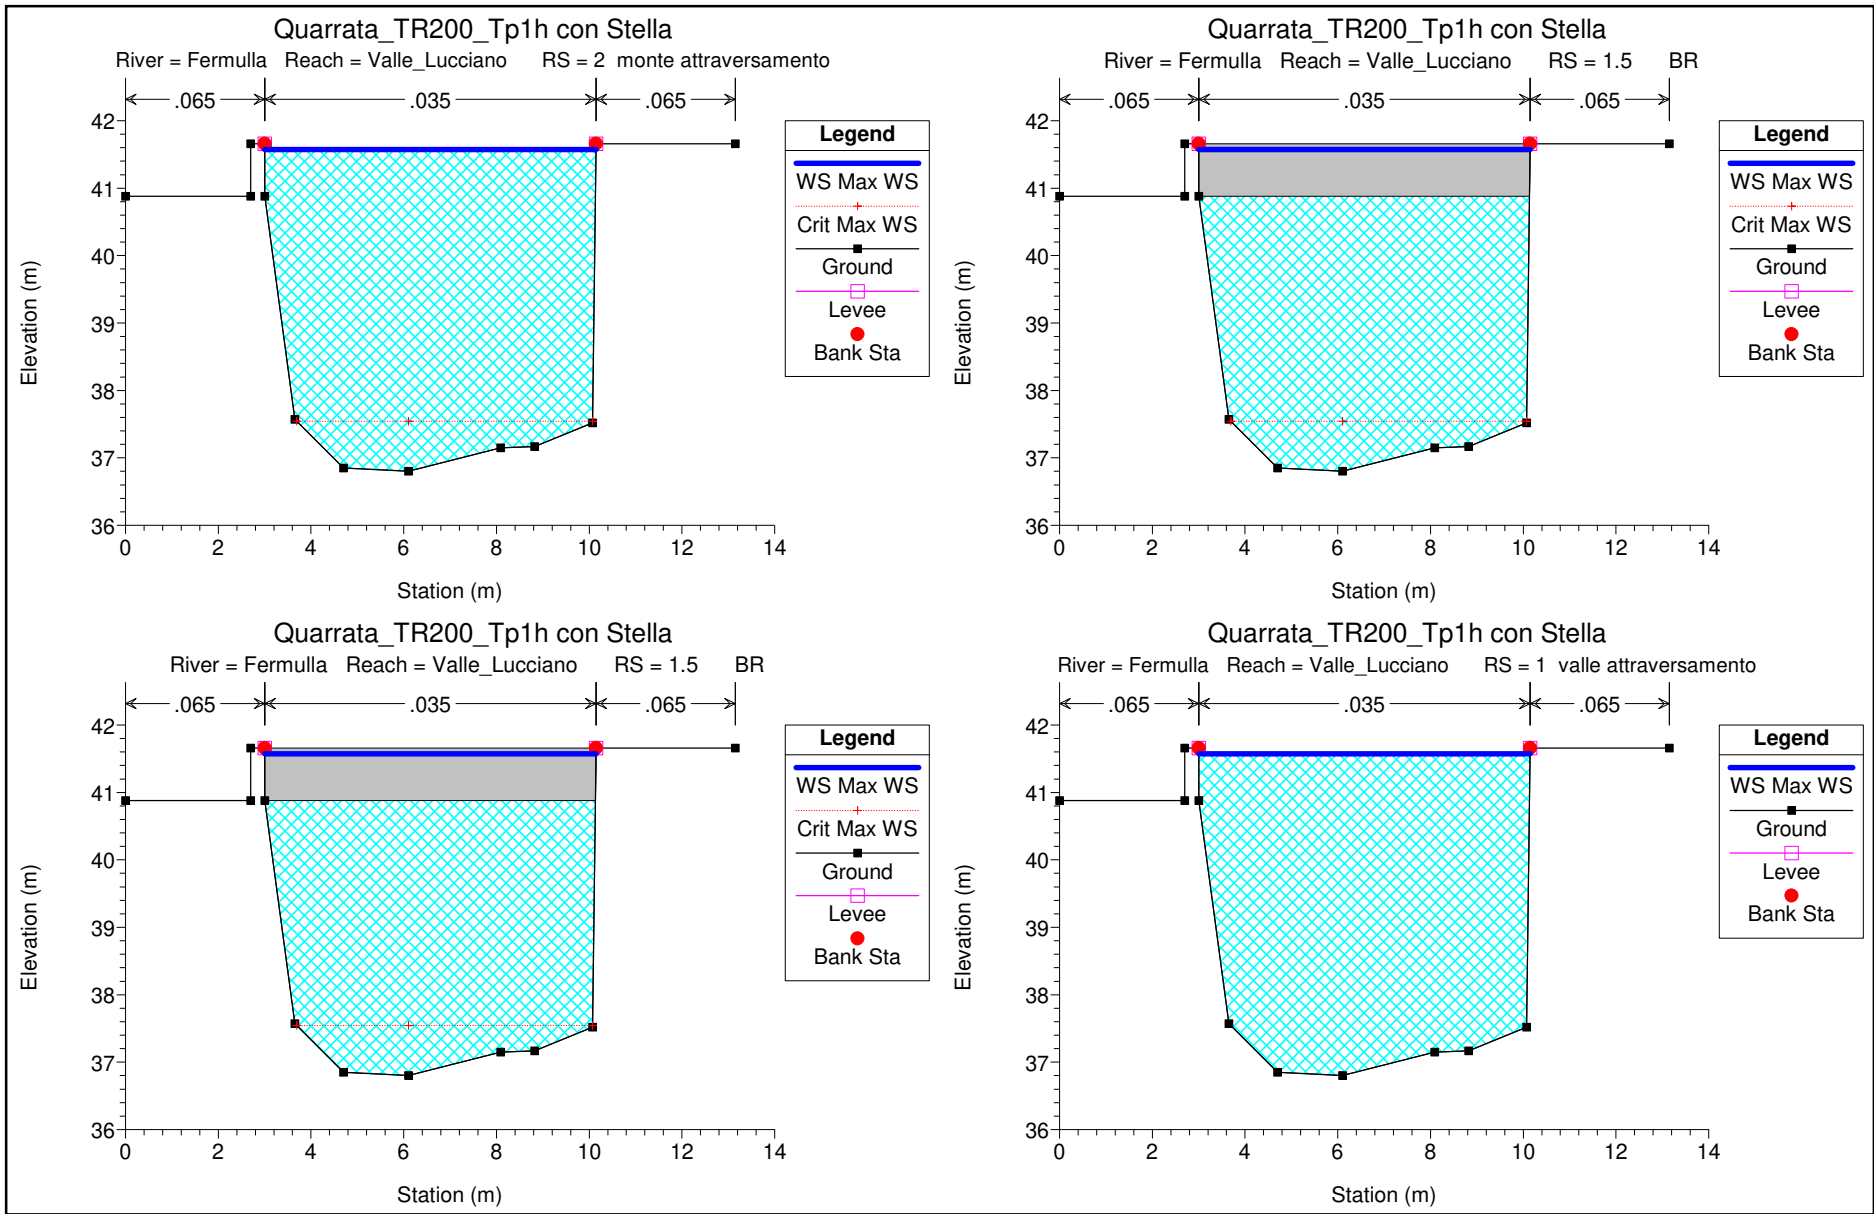 Quarrata_TR200_Tp1h con Stella
River = Fermulla Reach = Valle_Lucciano RS = 2 monte attraversamento
.065 .035 .065
42
41
40
39
38
37
36
0 2 4 6 8 10 12 14
Station (m)
Elevation (m)
Legend
WS Max WS
Crit Max WS
Ground
Levee
Bank Sta
Quarrata_TR200_Tp1h con Stella
River = Fermulla Reach = Valle_Lucciano RS = 1.5 BR
.065 .035 .065
42
41
40
39
38
37
36
0 2 4 6 8 10 12 14
Station (m)
Elevation (m)
Legend
WS Max WS
Crit Max WS
Ground
Levee
Bank Sta
Quarrata_TR200_Tp1h con Stella
River = Fermulla Reach = Valle_Lucciano RS = 1.5 BR
.065 .035 .065
42
41
40
39
38
37
36
0 2 4 6 8 10 12 14
Station (m)
Elevation (m)
Legend
WS Max WS
Crit Max WS
Ground
Levee
Bank Sta
Quarrata_TR200_Tp1h con Stella
River = Fermulla Reach = Valle_Lucciano RS = 1 valle attraversamento
.065 .035 .065
42
41
40
39
38
37
36
0 2 4 6 8 10 12 14
Station (m)
Elevation (m)
Legend
WS Max WS
Ground
Levee
Bank Sta